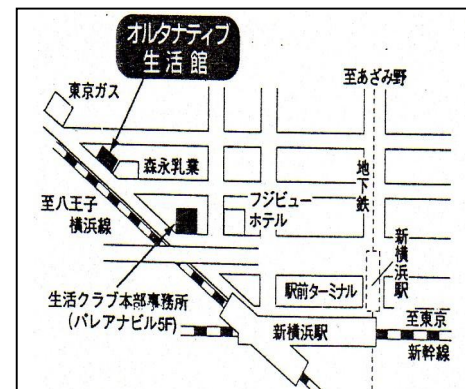 オルタナティブ
生活館
東京ガス
至あざみ野
森永乳業
地下鉄
至八王子
横浜線
フジビュー
ホテル
新横浜駅
駅前ターミナル
生活クラブ本部事務所
(パレアナビル5F)
新横浜駅
至東京
新幹線